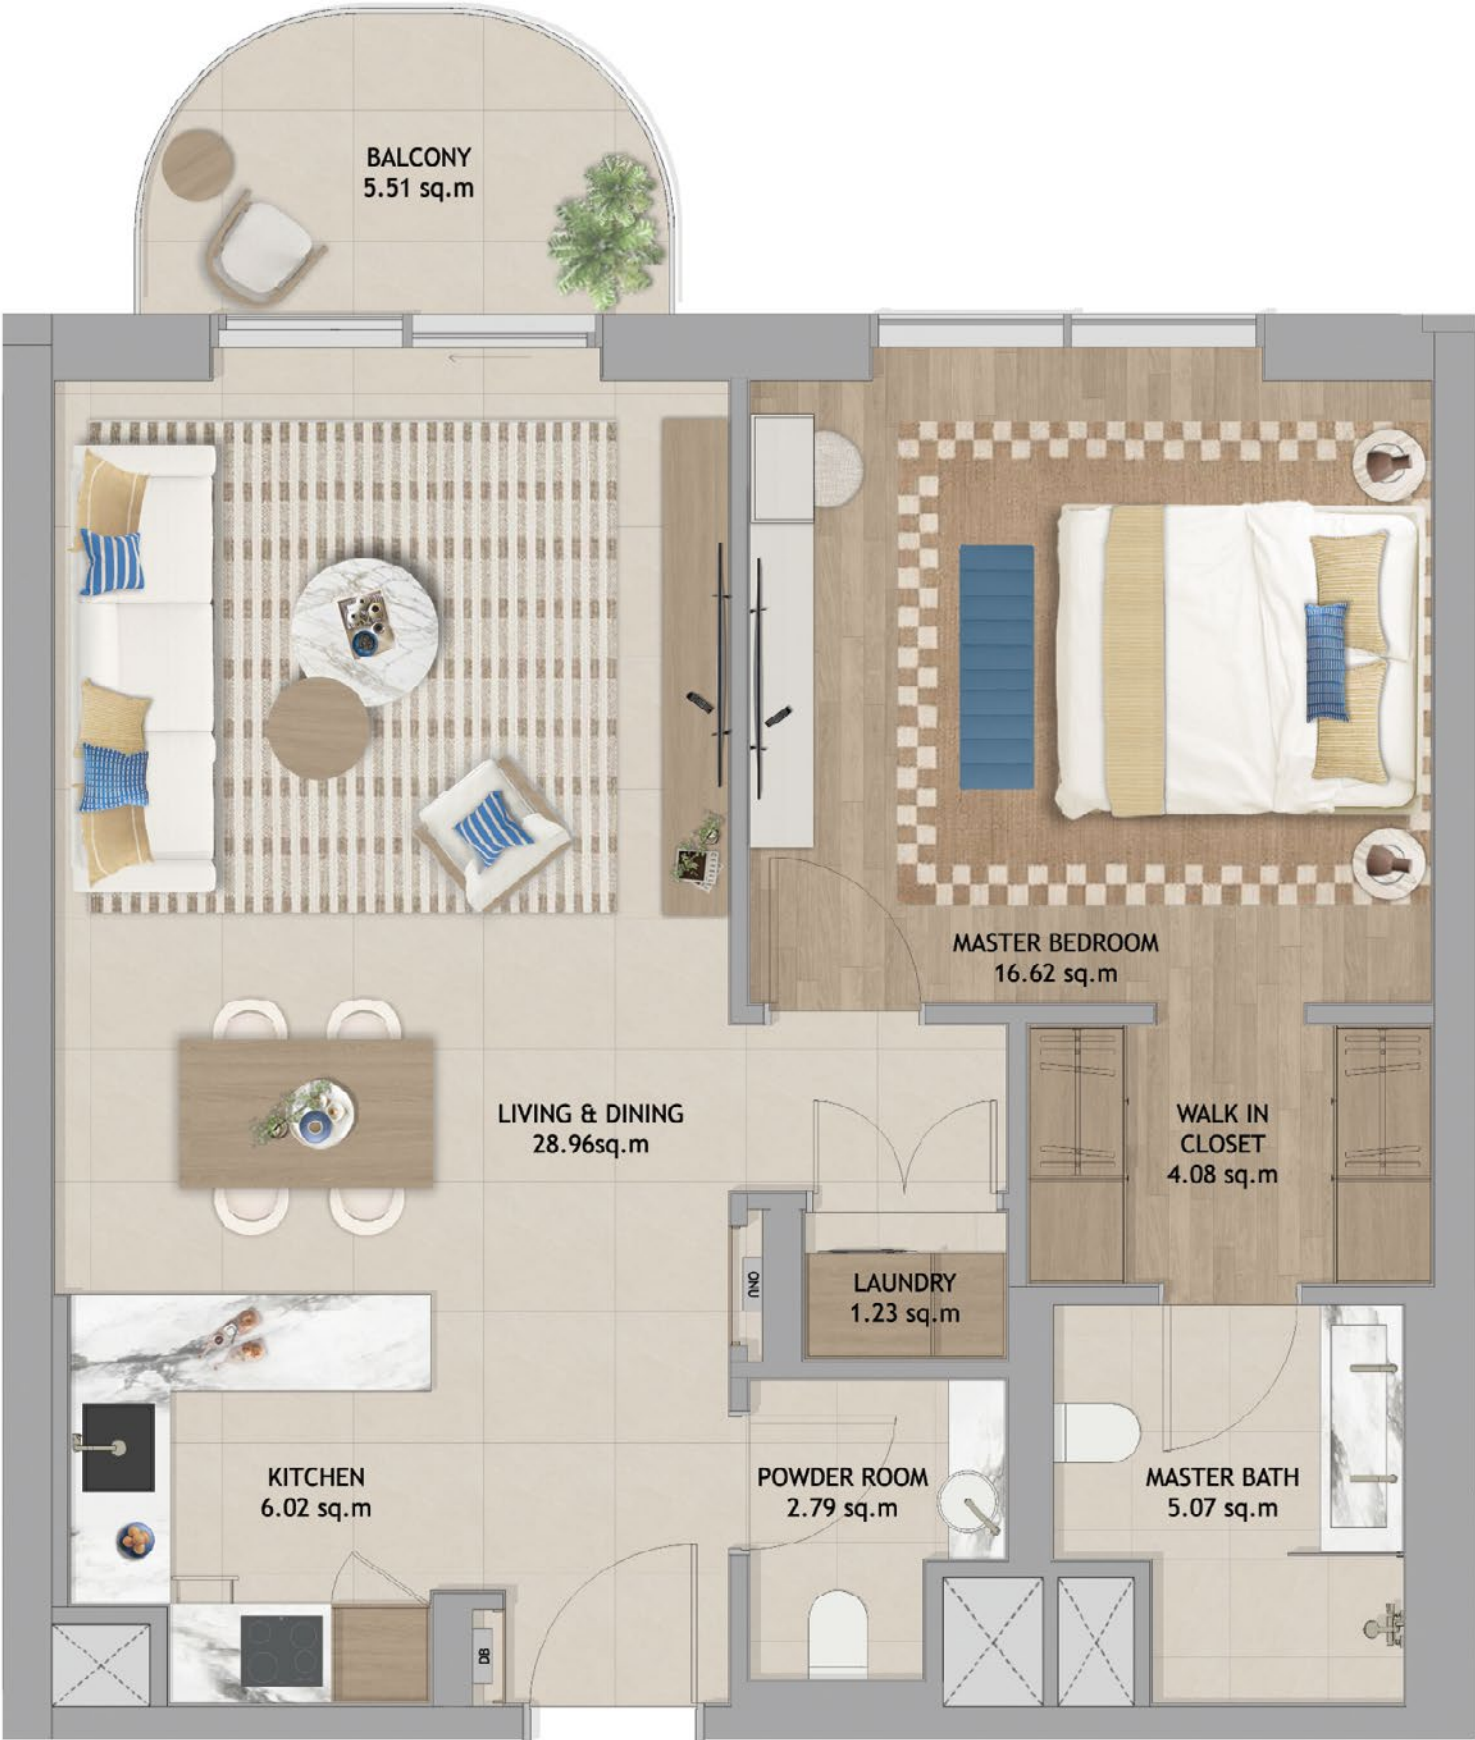 BALCONY
5.51 sq.m
MASTER BEDROOM
16.62 sq.m
LIVING & DINING
28.96sq.m
WALK IN
CLOSET
4.08 sq.m
ONU
LAUNDRY
1.23 sq.m
KITCHEN
6.02 sq.m
POWDER ROOM
2.79 sq.m
MASTER BATH
5.07 sq.m
DB